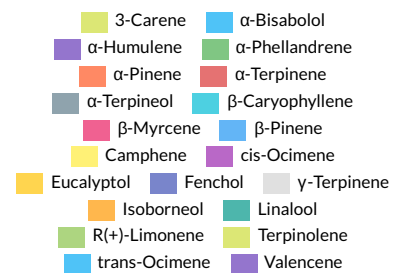 3-Carene α-Bisabolol
α-Humulene α-Phellandrene
α-Pinene α-Terpinene
α-Terpineol β-Caryophyllene
β-Myrcene β-Pinene
Camphene cis-Ocimene
Eucalyptol Fenchol γ-Terpinene
Isoborneol Linalool
R(+)-Limonene Terpinolene
trans-Ocimene Valencene